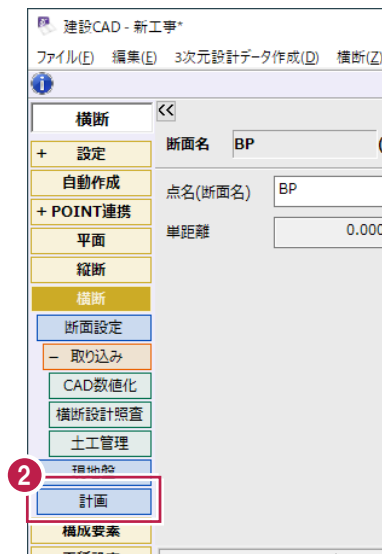 建設CAD - 新工事*
ファイル(F) 編集(E) 3次元設計データ作成(D) 横断(Z)
横断
<<
+ 設定
断面名 BP
(
自動作成
点名(断面名) BP
+ POINT連携
平面
単距離 0.000
縦断
横断
断面設定
− 取り込み
CAD数値化
横断設計照査
土工管理
2
現地盤
計画
構成要素